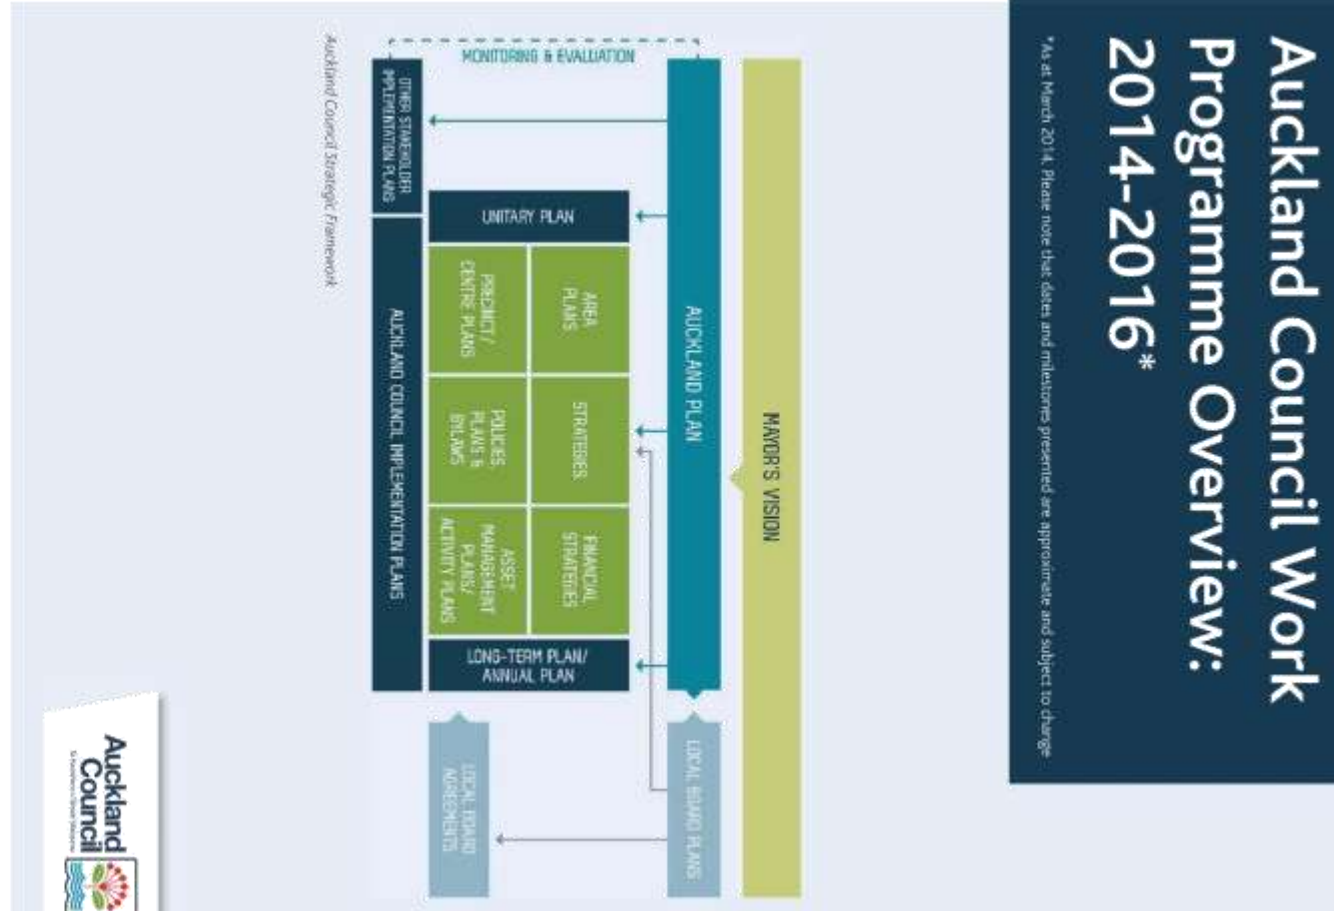 Auckland Council Work
Programme Overview:
2014-2016*
*As at March 2014. Please note that dates and milestones presented are approximate and subject to change
MAYOR'S VISION
AUCKLAND PLAN
LOCAL BOARD PLANS
MONITORING & EVALUATION
UNITARY PLAN
AREA
PLANS
STRATEGIES
FINANCIAL
STRATEGIES
PRECINCT/
CENTRE PLANS
POLICIES,
PLANS &
BYLAWS
ASSET
MANAGEMENT
PLANS/
ACTIVITY PLANS
LONG-TERM PLAN/
ANNUAL PLAN
LOCAL BOARD
AGREEMENTS
OTHER STAKEHOLDER
IMPLEMENTATION PLANS
AUCKLAND COUNCIL IMPLEMENTATION PLANS
Auckland Council Strategic Framework
Auckland
Council